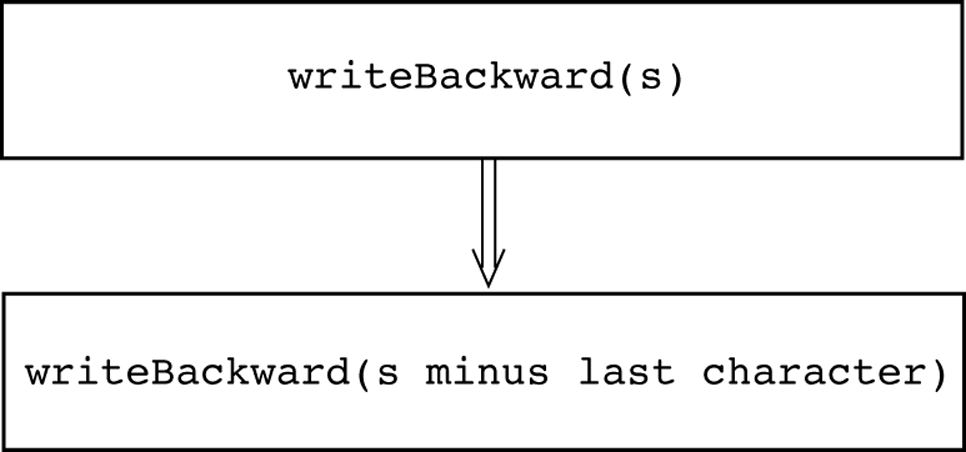 writeBackward(s)
writeBackward(s minus last character)